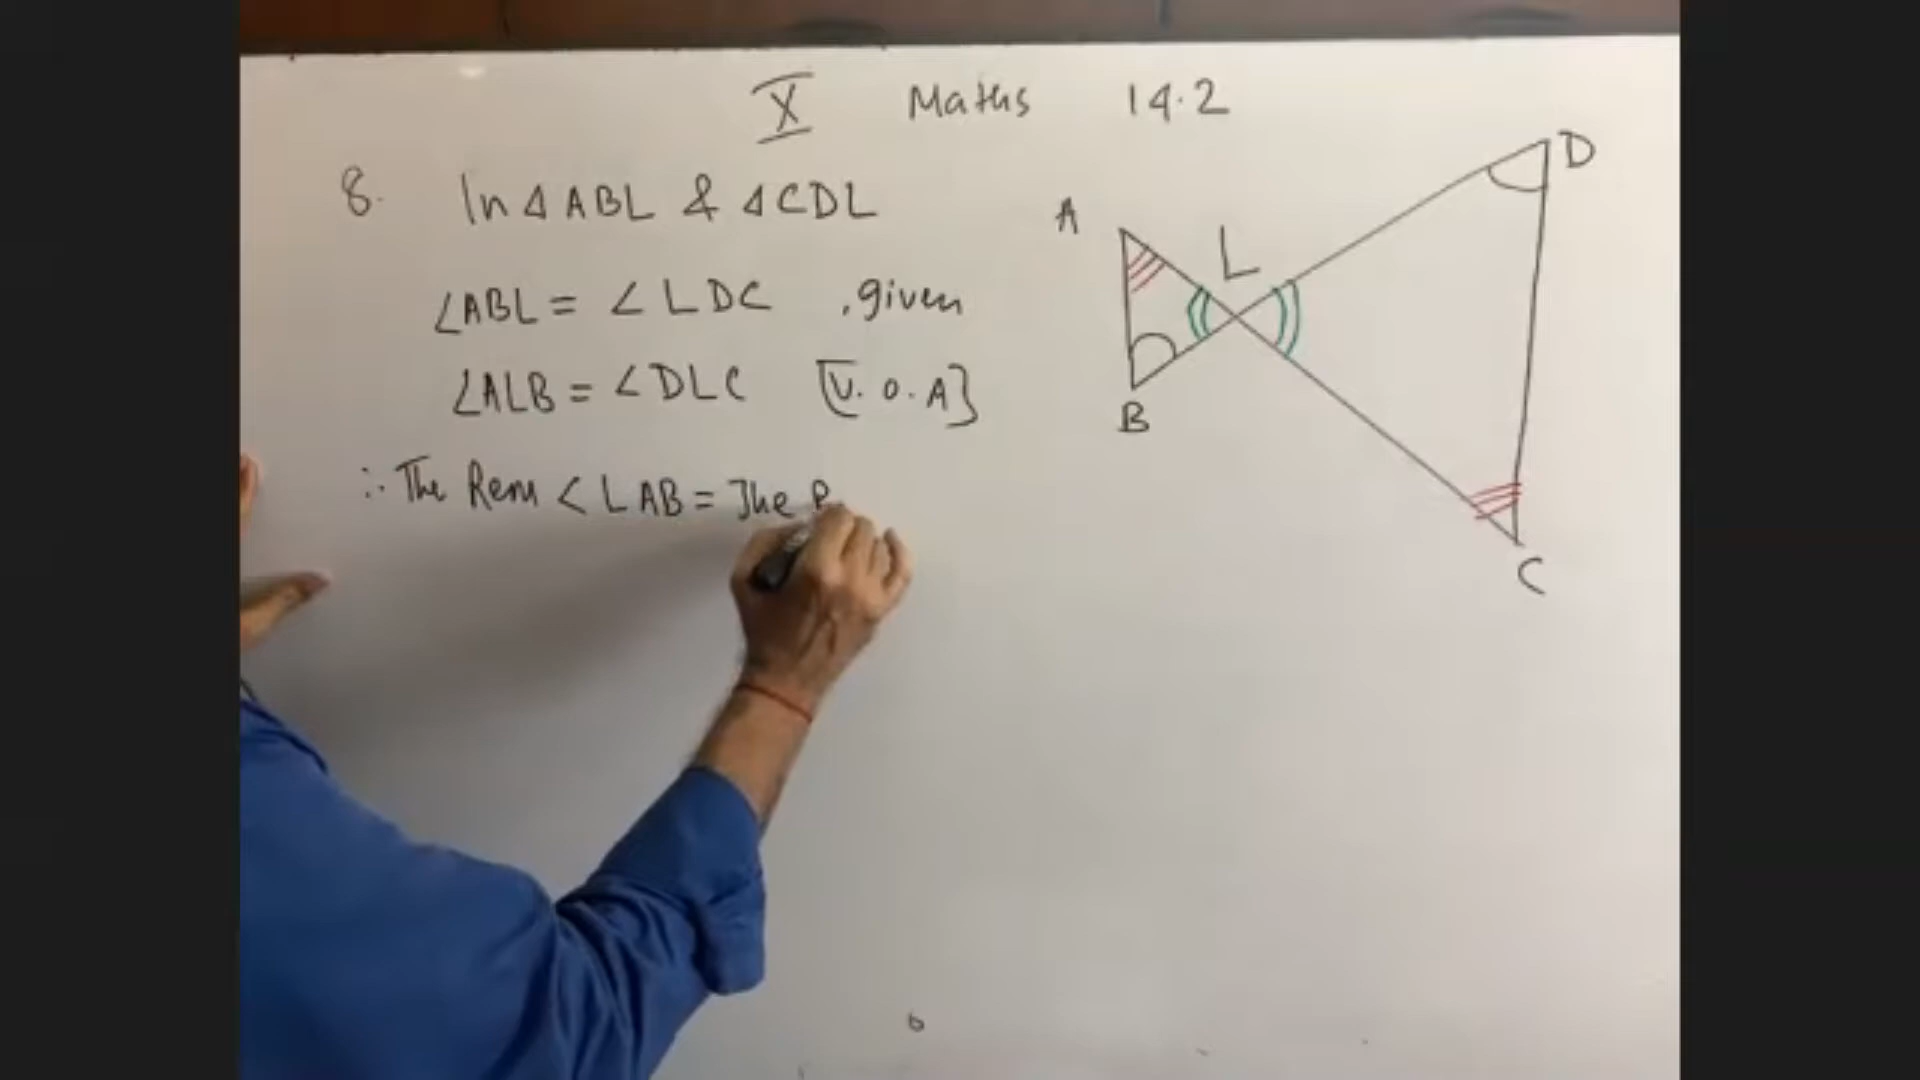 X Maths 14.2
8. In △ABL & △CDL
∠ABL = ∠LDC , given
∠ALB = ∠DLC [V.O.A]
∴ The Rem < LAB = The R
A
L
D
B
C